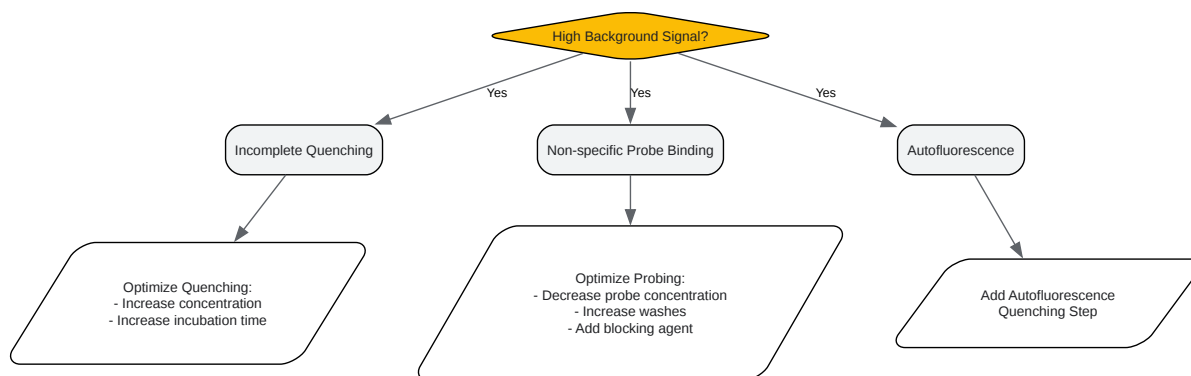 High Background Signal?
Yes
Yes
Yes
Incomplete Quenching
Non-specific Probe Binding
Autofluorescence
Optimize Quenching:
- Increase concentration
- Increase incubation time
Optimize Probing:
- Decrease probe concentration
- Increase washes
- Add blocking agent
Add Autofluorescence
Quenching Step